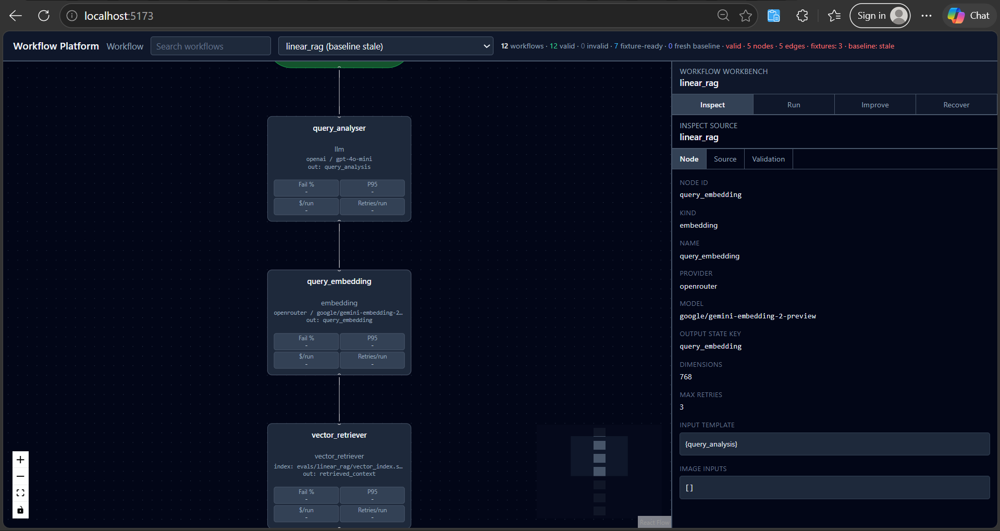 localhost:5173
Sign in
Chat
Workflow Platform
Workflow
Search workflows
linear_rag (baseline stale)
12 workflows · 12 valid · 0 invalid · 7 fixture-ready · 0 fresh baseline · valid · 5 nodes · 5 edges · fixtures: 3 · baseline: stale
query_analyser
llm
openai / gpt-4o-mini
out: query_analysis
Fail %
-
P95
-
$/run
-
Retries/run
-
query_embedding
embedding
openrouter / google/gemini-embedding-2…
out: query_embedding
Fail %
-
P95
-
$/run
-
Retries/run
-
vector_retriever
vector_retriever
index: evals/linear_rag/vector_index.s…
out: retrieved_context
Fail %
-
P95
-
$/run
-
Retries/run
-
React Flow
WORKFLOW WORKBENCH
linear_rag
Inspect
Run
Improve
Recover
INSPECT SOURCE
linear_rag
Node
Source
Validation
NODE ID
query_embedding
KIND
embedding
NAME
query_embedding
PROVIDER
openrouter
MODEL
google/gemini-embedding-2-preview
OUTPUT STATE KEY
query_embedding
DIMENSIONS
768
MAX RETRIES
3
INPUT TEMPLATE
{query_analysis}
IMAGE INPUTS
[]